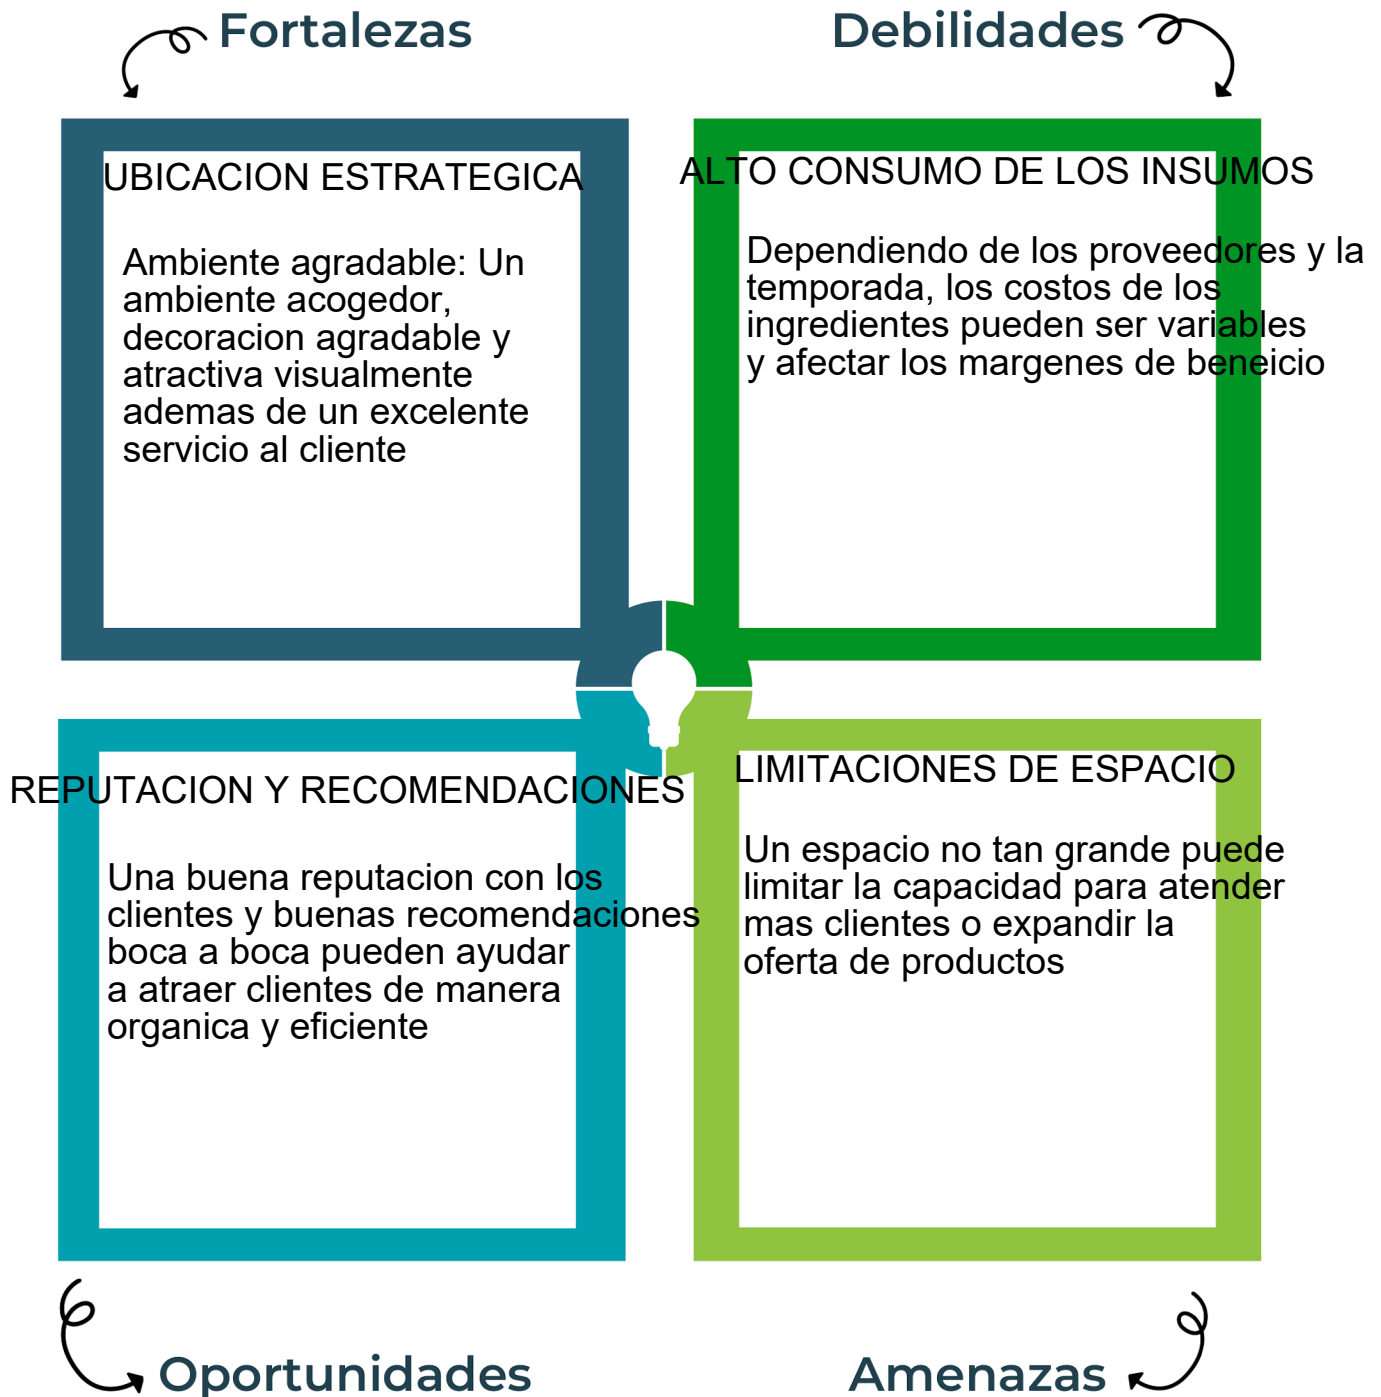 Fortalezas
Debilidades
UBICACION ESTRATEGICA
Ambiente agradable: Un
ambiente acogedor,
decoracion agradable y
atractiva visualmente
ademas de un excelente
servicio al cliente
ALTO CONSUMO DE LOS INSUMOS
Dependiendo de los proveedores y la
temporada, los costos de los
ingredientes pueden ser variables
y afectar los margenes de beneicio
REPUTACION Y RECOMENDACIONES
Una buena reputacion con los
clientes y buenas recomendaciones
boca a boca pueden ayudar
a atraer clientes de manera
organica y eficiente
LIMITACIONES DE ESPACIO
Un espacio no tan grande puede
limitar la capacidad para atender
mas clientes o expandir la
oferta de productos
Oportunidades
Amenazas